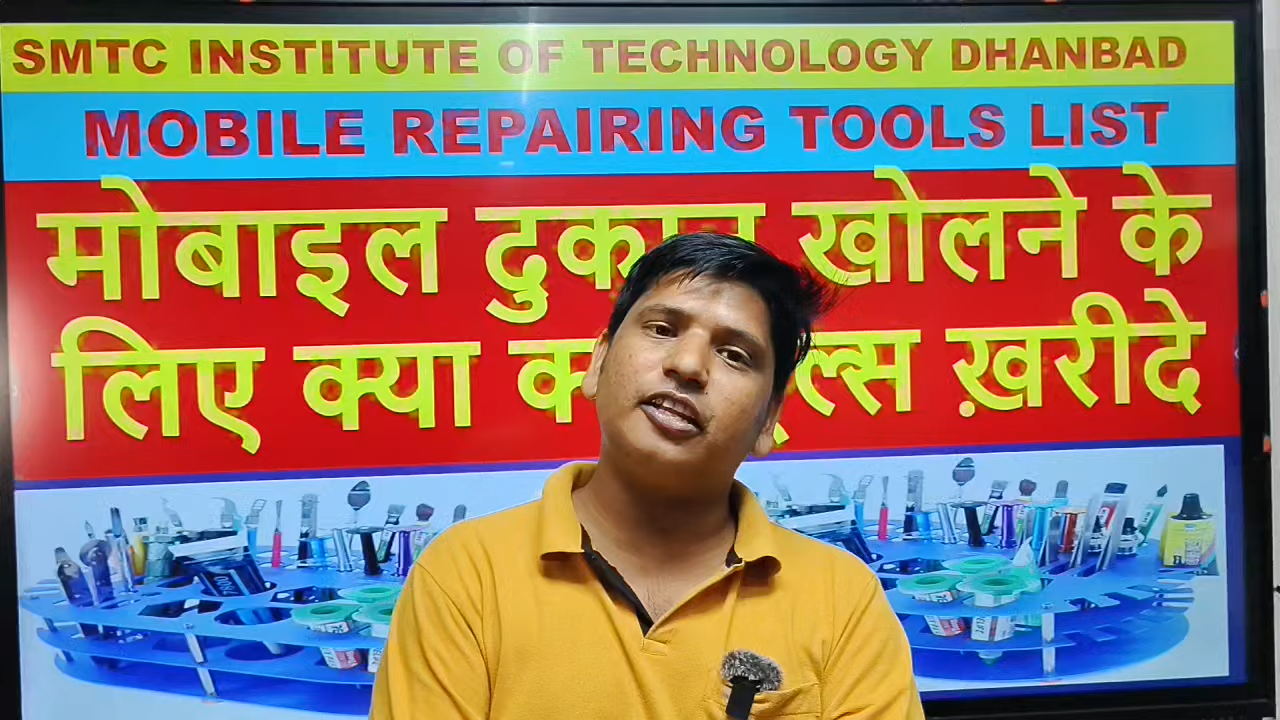 SMTC INSTITUTE OF TECHNOLOGY DHANBAD
MOBILE REPAIRING TOOLS LIST
मोबाइल दुकान खोलने के
लिए क्या ख़रीदे